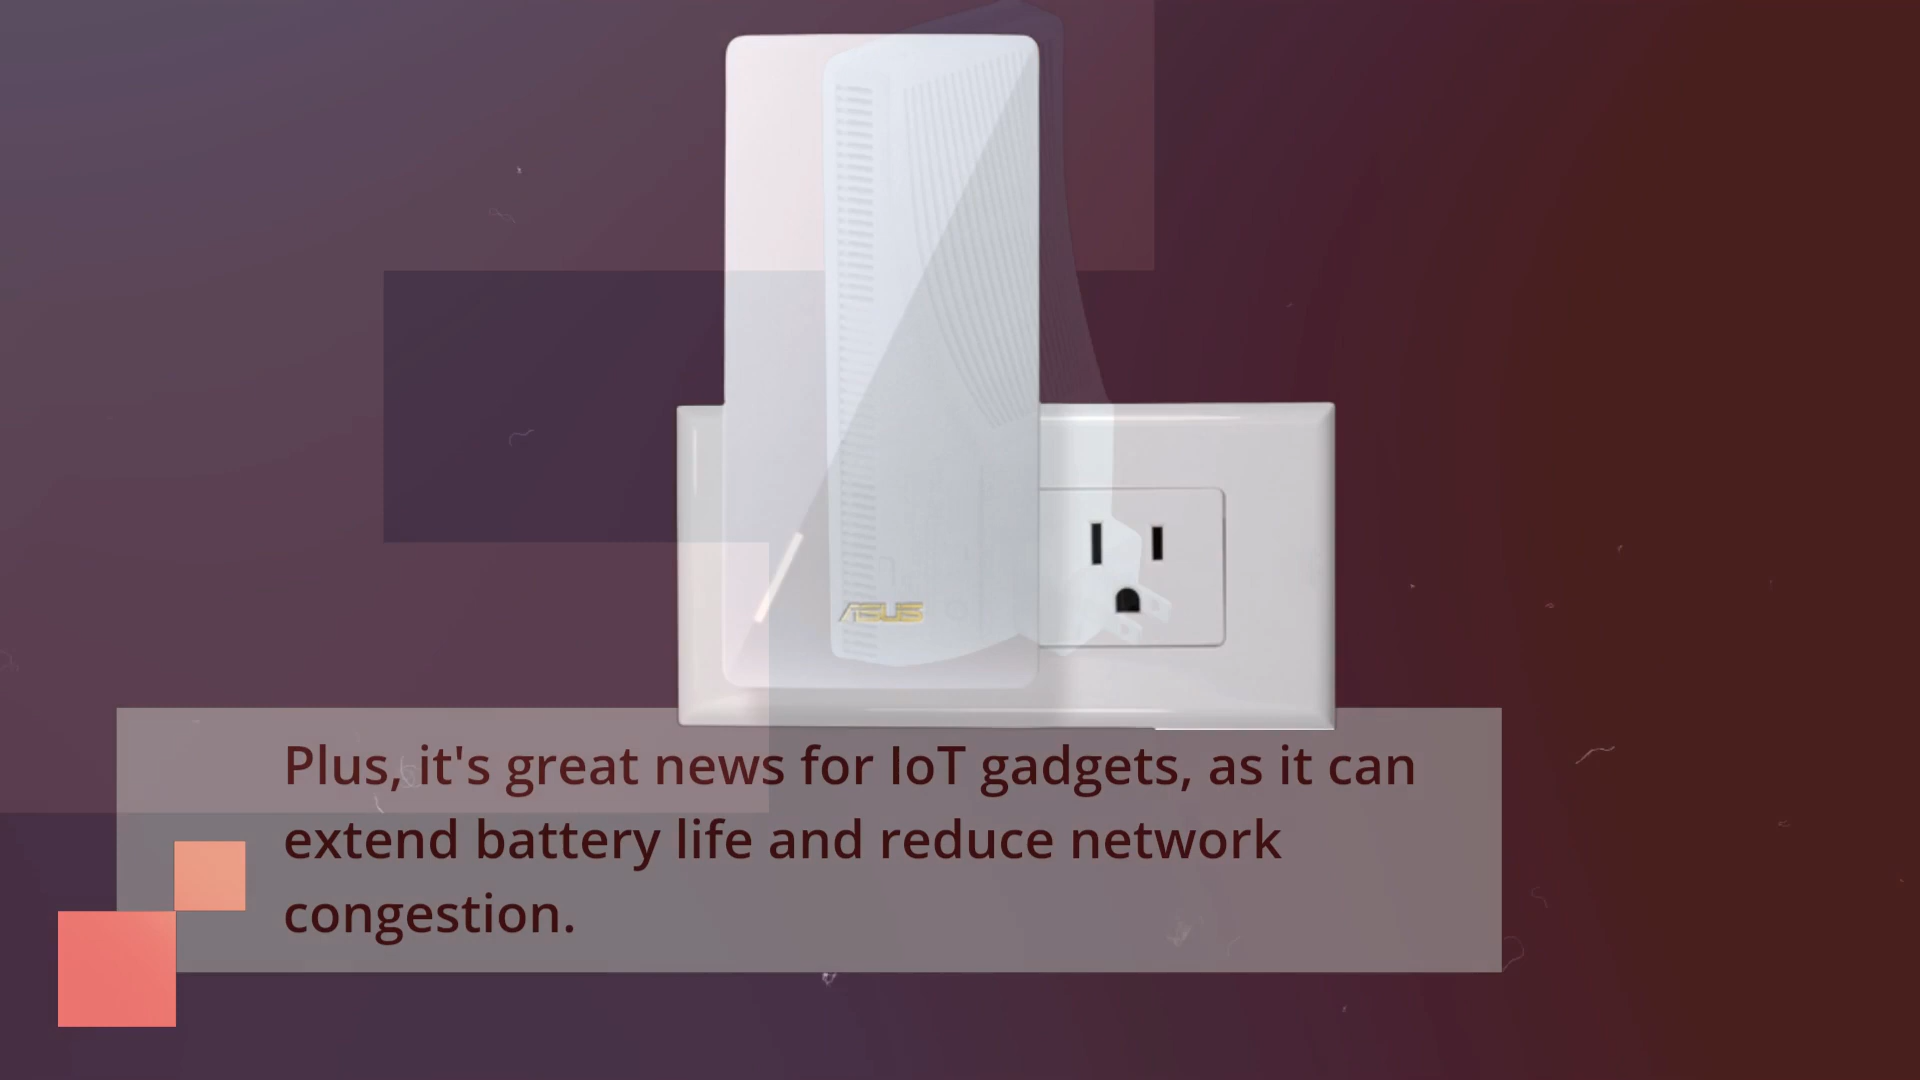 ASUS
Plus, it's great news for IoT gadgets, as it can
extend battery life and reduce network
congestion.